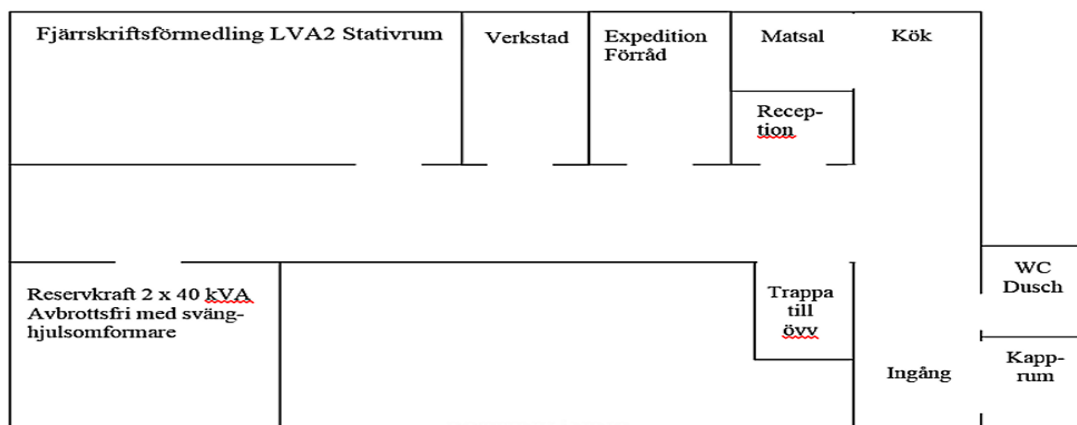 Fjärrskriftsförmedling LVA2 Stativrum
Verkstad
Expedition
Förråd
Matsal
Kök
Recep-
tion
Reservkraft 2 x 40 kVA
Avbrottsfri med sväng-
hjulsomformare
Trappa
till
övv
WC
Dusch
Ingång
Kapp-
rum